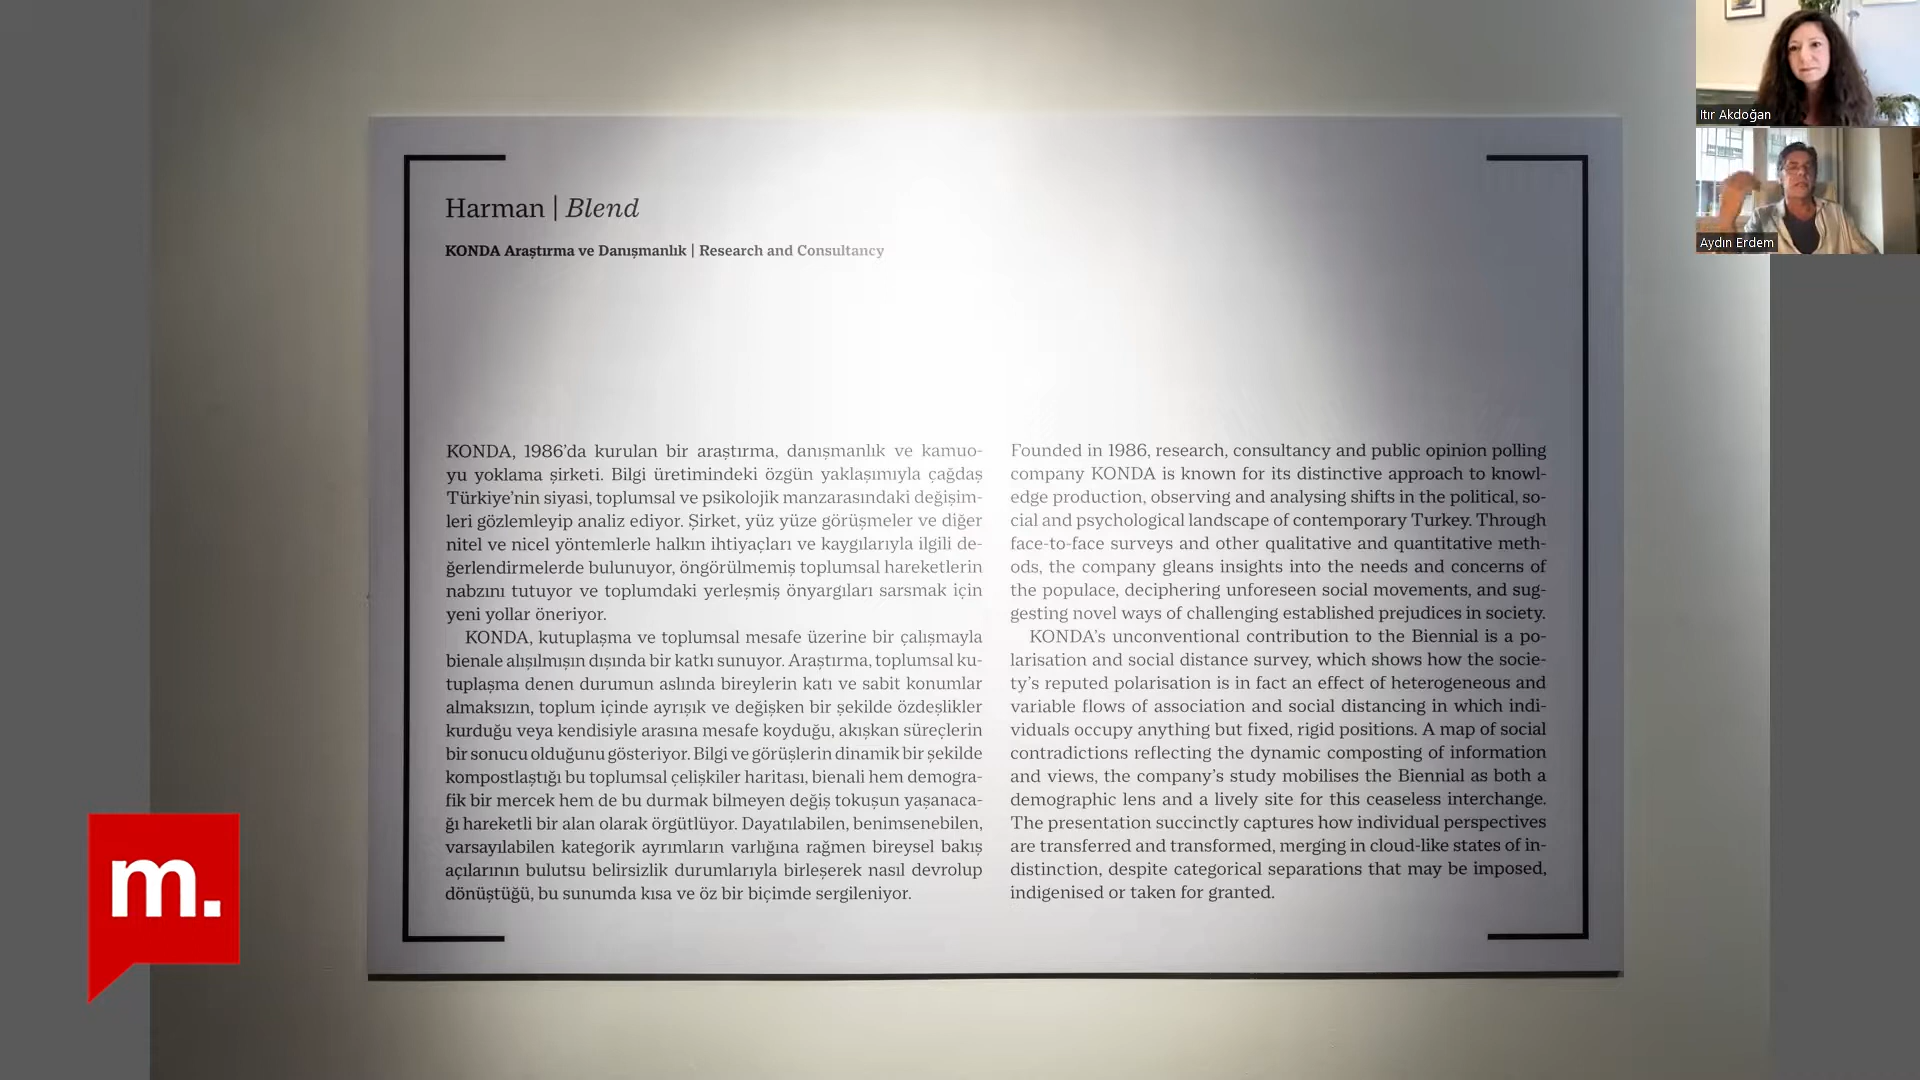 Harman | Blend
KONDA Araştırma ve Danışmanlık | Research and Consultancy
KONDA, 1986’da kurulan bir araştırma, danışmanlık ve kamuo-
yu yoklama şirketi. Bilgi üretimindeki özgün yaklaşımıyla çağdaş
Türkiye’nin siyasi, toplumsal ve psikolojik manzarasındaki değişim-
leri gözlemleyip analiz ediyor. Şirket, yüz yüze görüşmeler ve diğer
nitel ve nicel yöntemlerle halkın ihtiyaçları ve kaygılarıyla ilgili de-
ğerlendirmelerde bulunuyor, öngörülmemiş toplumsal hareketlerin
nabzını tutuyor ve toplumdaki yerleşmiş önyargıları sarsmak için
yeni yollar öneriyor.
KONDA, kutuplaşma ve toplumsal mesafe üzerine bir çalışmayla
bienale alışılmışın dışında bir katkı sunuyor. Araştırma, toplumsal ku-
tuplaşma denen durumun aslında bireylerin katı ve sabit konumlar
almaksızın, toplum içinde ayrışık ve değişken bir şekilde özdeşlikler
kurduğu veya kendisiyle arasına mesafe koyduğu, akışkan süreçlerin
bir sonucu olduğunu gösteriyor. Bilgi ve görüşlerin dinamik bir şekilde
kompostlaştığı bu toplumsal çelişkiler haritası, bienali hem demogra-
fik bir mercek hem de bu durmak bilmeyen değiş tokuşun yaşanaca-
ğı hareketli bir alan olarak örgütlüyor. Dayatılabilen, benimsenebilen,
varsayılabilen kategorik ayrımların varlığına rağmen bireysel bakış
açılarının bulutsu belirsizlik durumlarıyla birleşerek nasıl devrolup
dönüştüğü, bu sunumda kısa ve öz bir biçimde sergileniyor.
Founded in 1986, research, consultancy and public opinion polling
company KONDA is known for its distinctive approach to knowl-
edge production, observing and analysing shifts in the political, so-
cial and psychological landscape of contemporary Turkey. Through
face-to-face surveys and other qualitative and quantitative meth-
ods, the company gleans insights into the needs and concerns of
the populace, deciphering unforeseen social movements, and sug-
gesting novel ways of challenging established prejudices in society.
KONDA’s unconventional contribution to the Biennial is a po-
larisation and social distance survey, which shows how the socie-
ty’s reputed polarisation is in fact an effect of heterogeneous and
variable flows of association and social distancing in which indi-
viduals occupy anything but fixed, rigid positions. A map of social
contradictions reflecting the dynamic composting of information
and views, the company’s study mobilises the Biennial as both a
demographic lens and a lively site for this ceaseless interchange.
The presentation succinctly captures how individual perspectives
are transferred and transformed, merging in cloud-like states of in-
distinction, despite categorical separations that may be imposed,
indigenised or taken for granted.
Itır Akdoğan
Aydın Erdem
m.